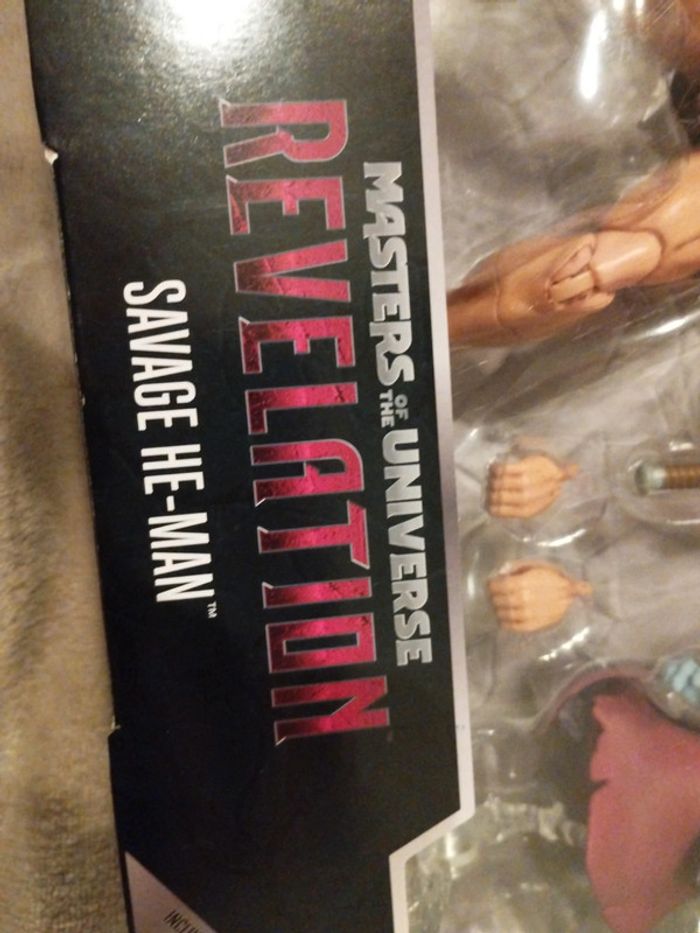 MASTERS OF THE UNIVERSE
REVELATION
SAVAGE HE-MAN™